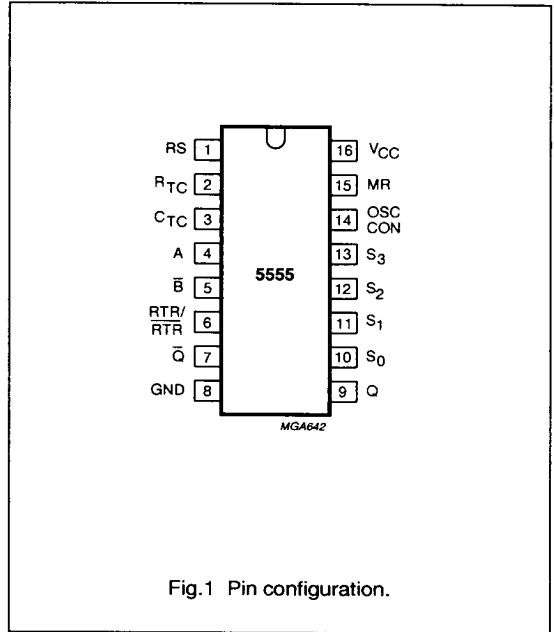 RS 1 16 VCC
RTC 2 15 MR
CTC 3 14 OSC CON
A 4 13 S3
B̅ 5 12 S2
5555
RTR/R̅T̅R̅ 6 11 S1
Q̅ 7 10 S0
GND 8 9 Q
MGA642
Fig.1 Pin configuration.